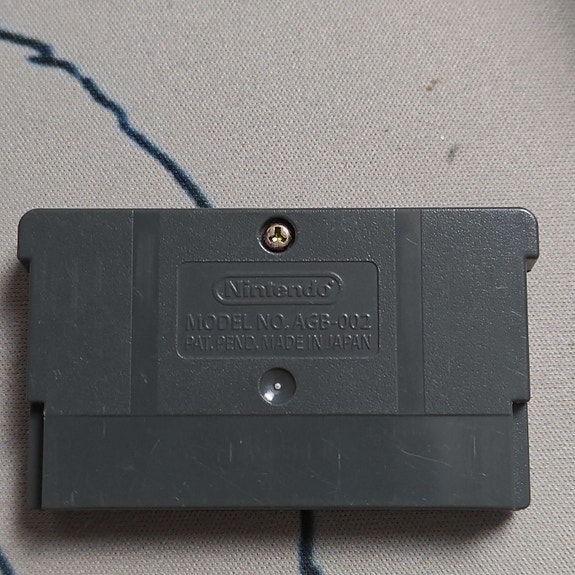 Nintendo
MODEL NO. AGB-002
PAT. PEND. MADE IN JAPAN